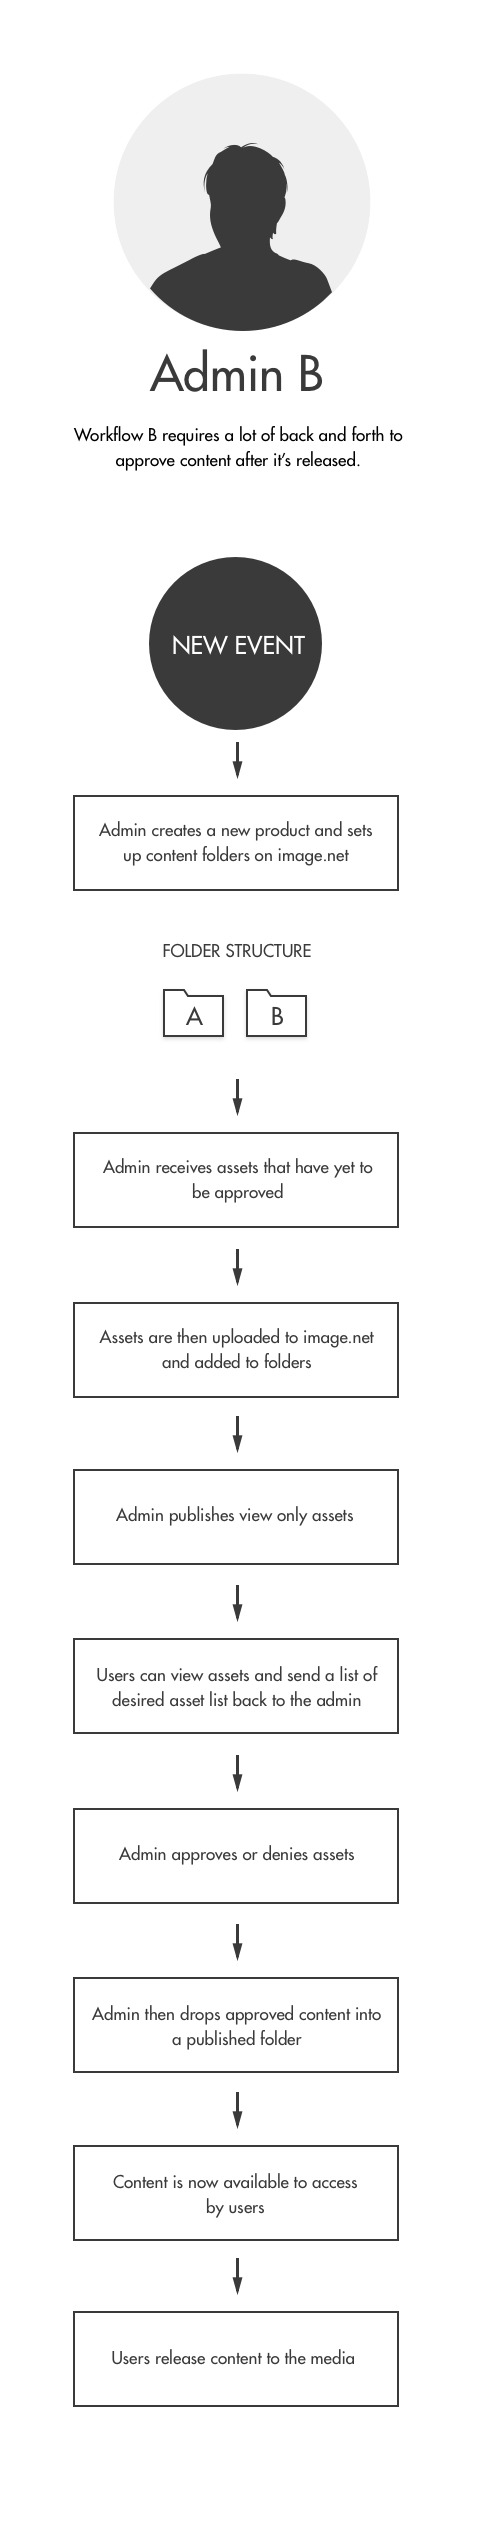 Admin B
Workflow B requires a lot of back and forth to
approve content after it's released.
NEW EVENT
Admin creates a new product and sets
up content folders on image.net
FOLDER STRUCTURE
A B
Admin receives assets that have yet to
be approved
Assets are then uploaded to image.net
and added to folders
Admin publishes view only assets
Users can view assets and send a list of
desired asset list back to the admin
Admin approves or denies assets
Admin then drops approved content into
a published folder
Content is now available to access
by users
Users release content to the media